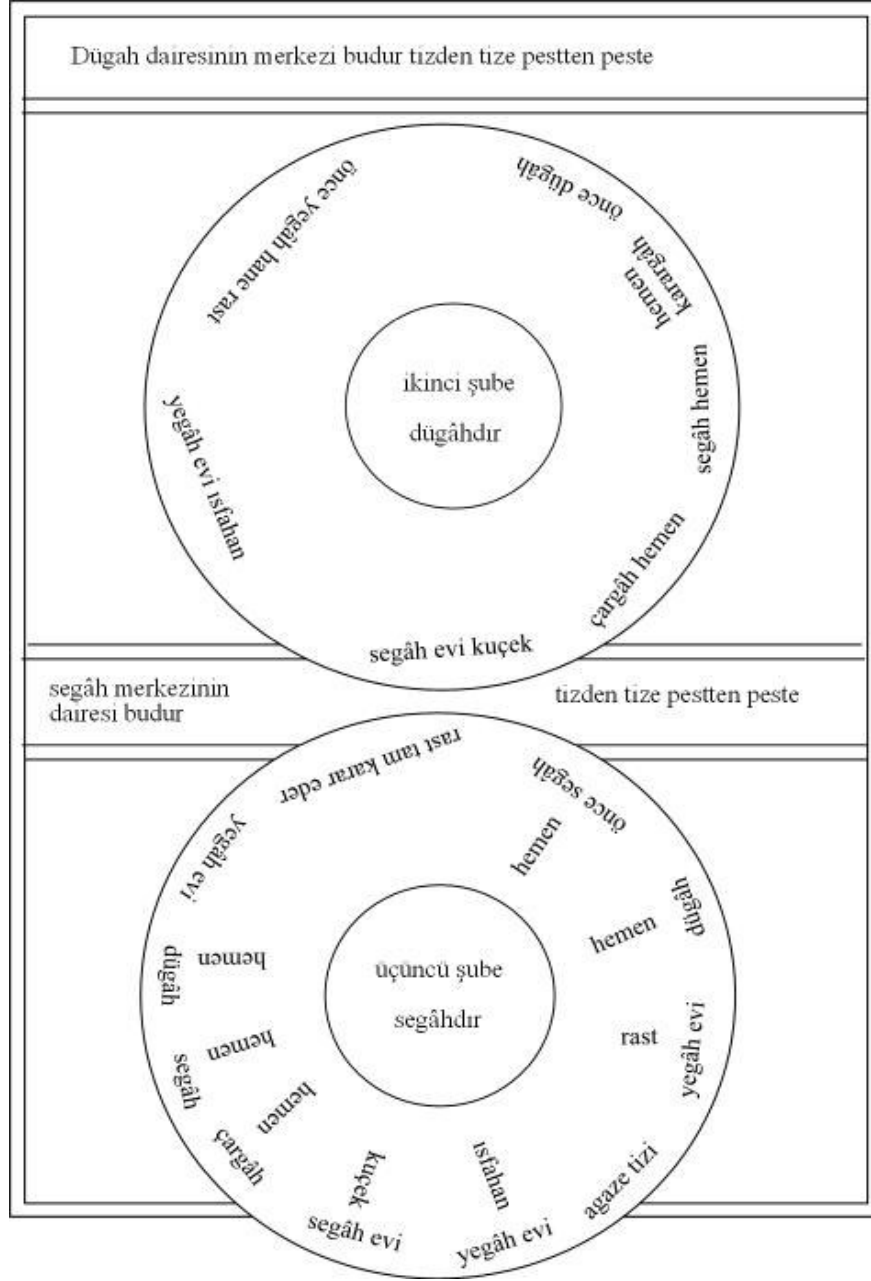 Dügah dairesinin merkezi budur tizden tize pestten peste
önce dügâh
hemen
karargâh
segâh hemen
çargâh hemen
segâh evi kuçek
yegâh evi ısfahan
önce yegâh hane rast
ikinci şube
dügâhdır
segâh merkezinin
dairesi budur
tizden tize pestten peste
önce segâh
hemen
dügâh
hemen
yegâh evi
rast
agaze tizi
yegâh evi
ısfahan
segâh evi
kuçek
çargâh
hemen
segâh
hemen
dügâh
hemen
yegâh evi
rast tam karar eder
üçüncü şube
segâhdır